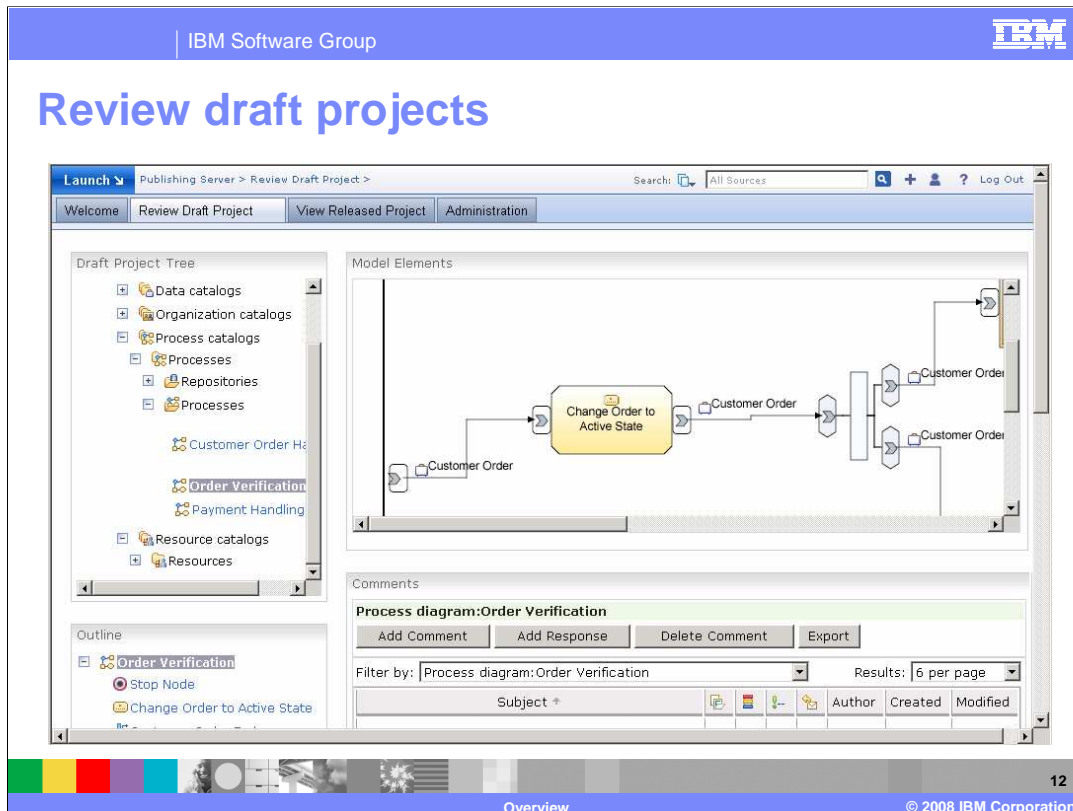 IBM Software Group
IBM
Review draft projects
Launch
Publishing Server > Review Draft Project >
Search:
All Sources
? Log Out
Welcome
Review Draft Project
View Released Project
Administration
Draft Project Tree
Data catalogs
Organization catalogs
Process catalogs
Processes
Repositories
Processes
Customer Order Ha
Order Verification
Payment Handling
Resource catalogs
Resources
Model Elements
Customer Order
Change Order to
Active State
Customer Order
Customer Order
Customer Order
Outline
Order Verification
Stop Node
Change Order to Active State
Comments
Process diagram:Order Verification
Add Comment
Add Response
Delete Comment
Export
Filter by: Process diagram:Order Verification
Results: 6 per page
Subject
Author
Created
Modified
12
Overview
© 2008 IBM Corporation